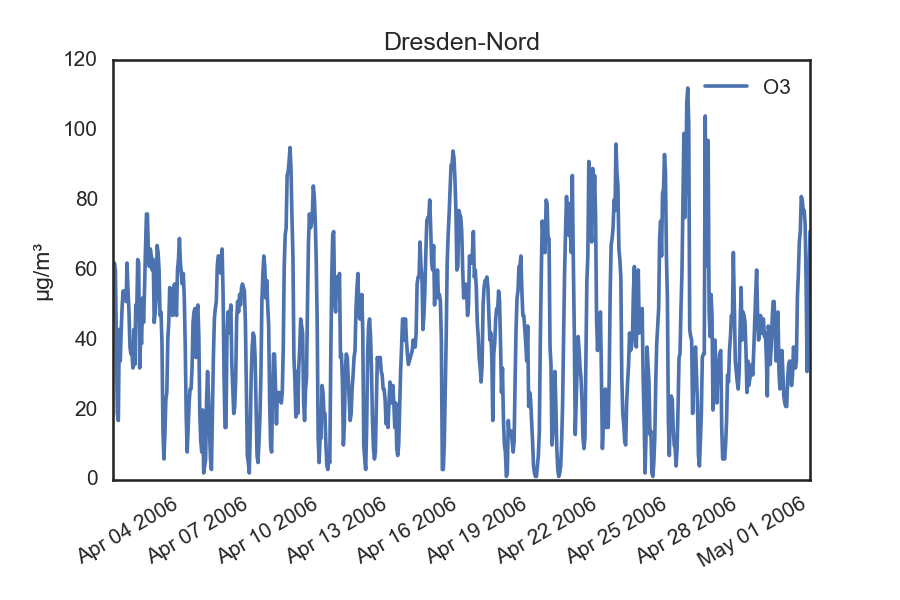 Dresden-Nord
O3
µg/m³
120
100
80
60
40
20
0
Apr 04 2006
Apr 07 2006
Apr 10 2006
Apr 13 2006
Apr 16 2006
Apr 19 2006
Apr 22 2006
Apr 25 2006
Apr 28 2006
May 01 2006